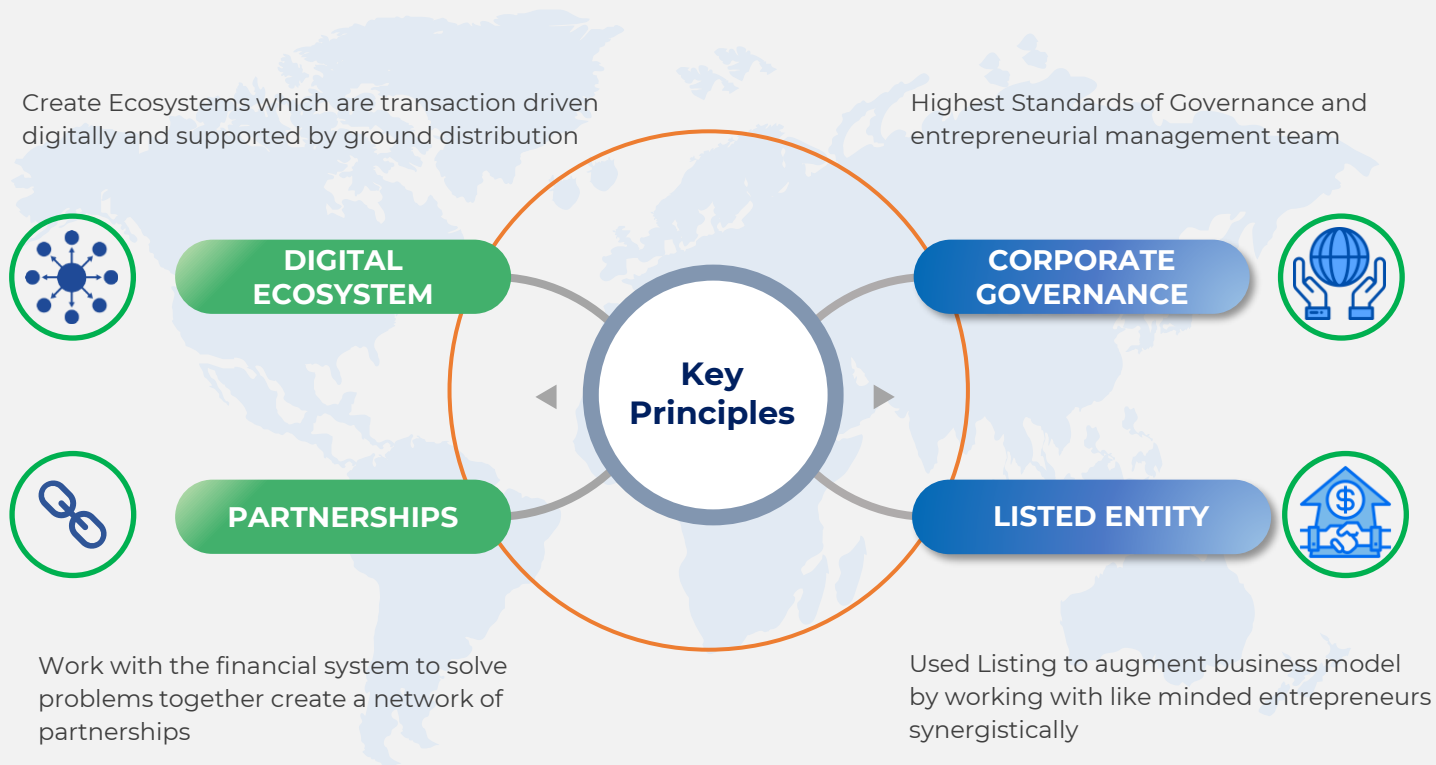 Create Ecosystems which are transaction driven
digitally and supported by ground distribution
DIGITAL
ECOSYSTEM
Highest Standards of Governance and
entrepreneurial management team
CORPORATE
GOVERNANCE
Key
Principles
PARTNERSHIPS
Work with the financial system to solve
problems together create a network of
partnerships
LISTED ENTITY
$
Used Listing to augment business model
by working with like minded entrepreneurs
synergistically